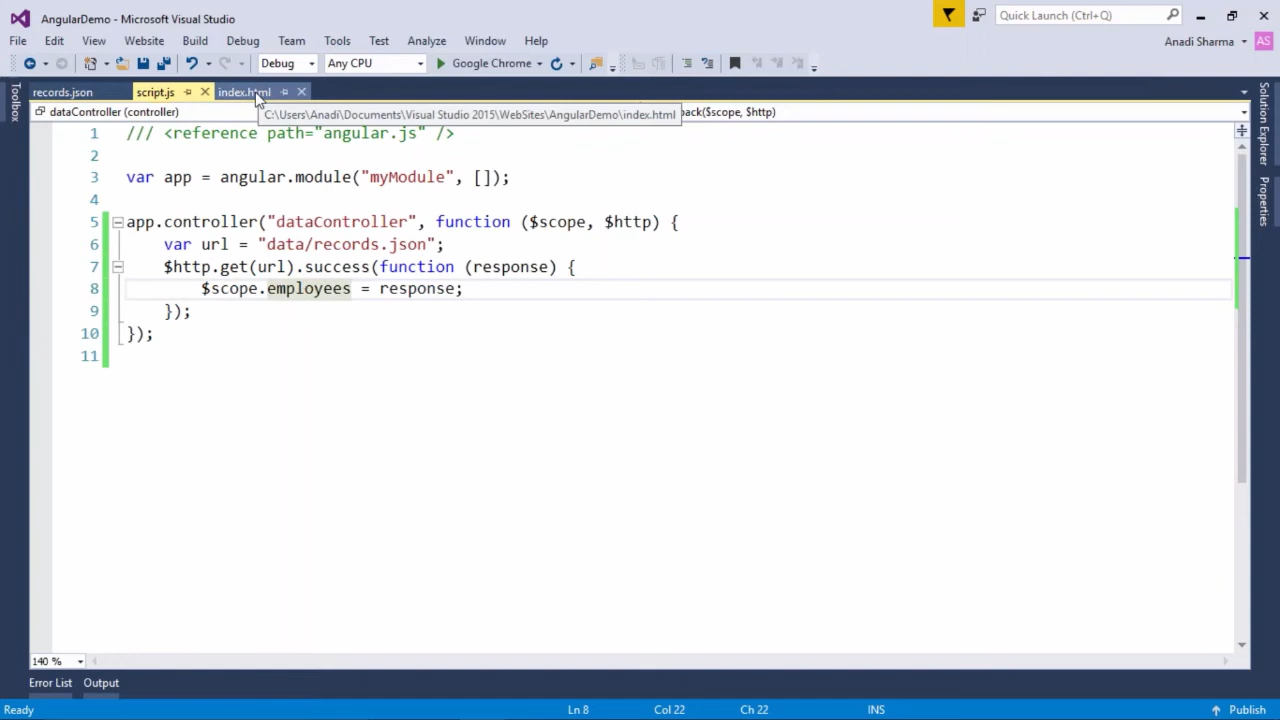 AngularDemo - Microsoft Visual Studio
Quick Launch (Ctrl+Q)
File Edit View Website Build Debug Team Tools Test Analyze Window Help
Anadi Sharma AS
Debug Any CPU Google Chrome
records.json script.js index.html
dataController (controller) back($scope, $http)
C:\Users\Anadi\Documents\Visual Studio 2015\WebSites\AngularDemo\index.html
Toolbox
Solution Explorer
Properties
1 /// <reference path="angular.js" />
2
3 var app = angular.module("myModule", []);
4
5 app.controller("dataController", function ($scope, $http) {
6 var url = "data/records.json";
7 $http.get(url).success(function (response) {
8 $scope.employees = response;
9 });
10 });
11
140 %
Error List Output
Ready Ln 8 Col 22 Ch 22 INS Publish